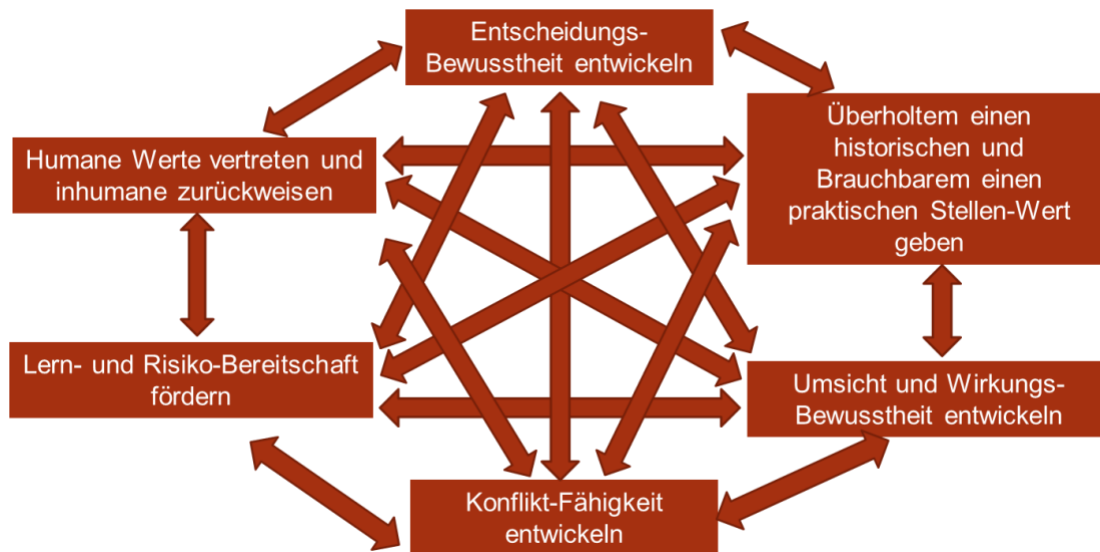 Entscheidungs-
Bewusstheit entwickeln
Humane Werte vertreten und
inhumane zurückweisen
Überholtem einen
historischen und
Brauchbarem einen
praktischen Stellen-Wert
geben
Lern- und Risiko-Bereitschaft
fördern
Umsicht und Wirkungs-
Bewusstheit entwickeln
Konflikt-Fähigkeit
entwickeln